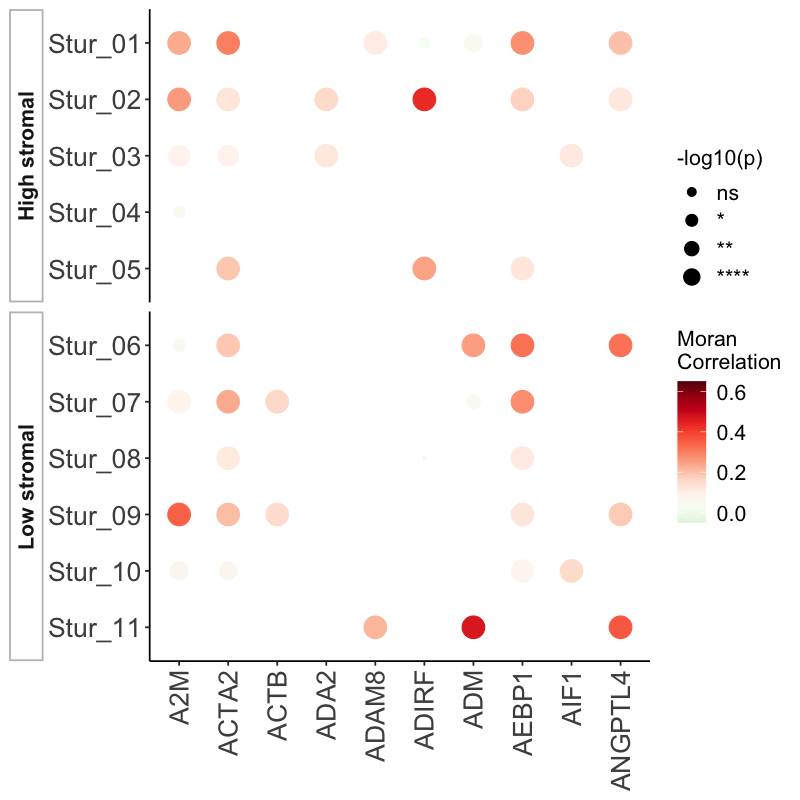 High stromal
Stur_01
Stur_02
Stur_03
Stur_04
Stur_05
Low stromal
Stur_06
Stur_07
Stur_08
Stur_09
Stur_10
Stur_11
A2M
ACTA2
ACTB
ADA2
ADAM8
ADIRF
ADM
AEBP1
AIF1
ANGPTL4
-log10(p)
ns
*
**
****
Moran
Correlation
0.6
0.4
0.2
0.0